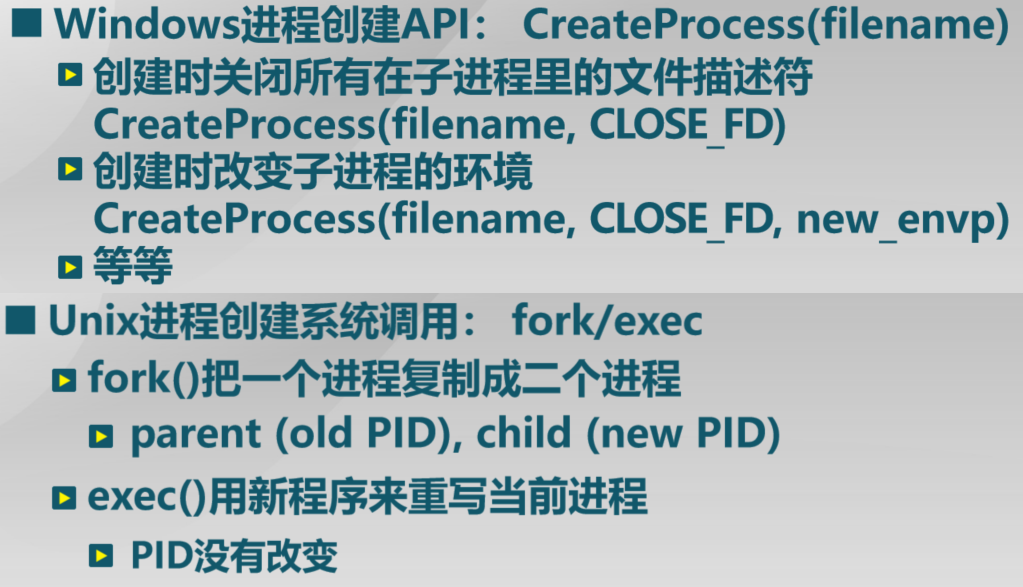 Windows进程创建API： CreateProcess(filename)
创建时关闭所有在子进程里的文件描述符
CreateProcess(filename, CLOSE_FD)
创建时改变子进程的环境
CreateProcess(filename, CLOSE_FD, new_envp)
等等
Unix进程创建系统调用： fork/exec
fork()把一个进程复制成二个进程
parent (old PID), child (new PID)
exec()用新程序来重写当前进程
PID没有改变